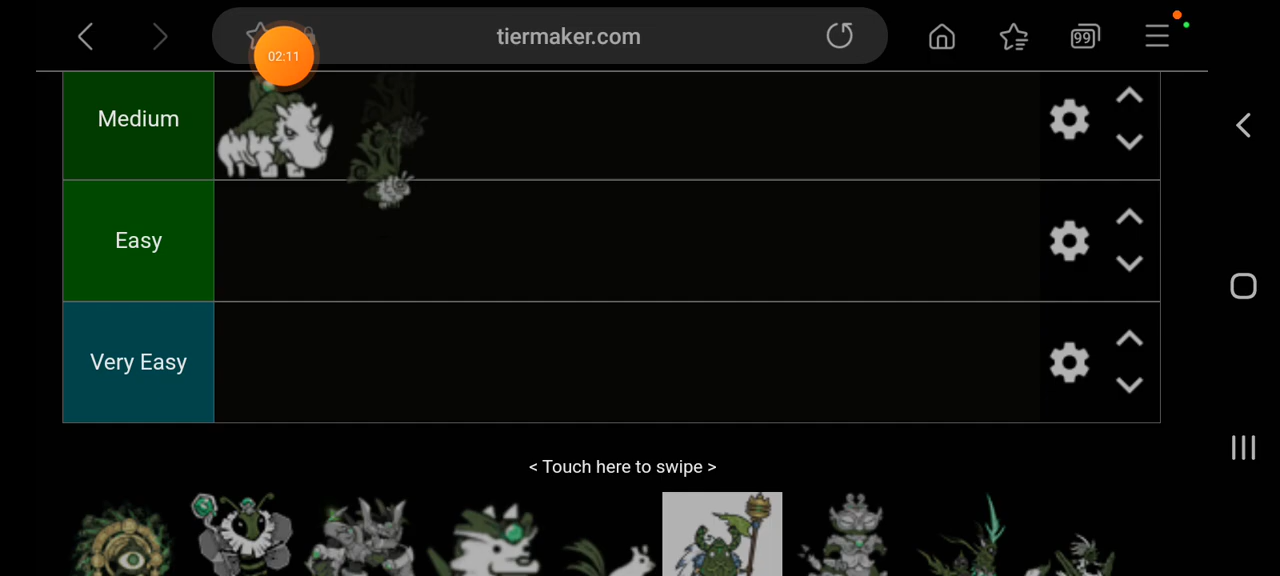 02:11
tiermaker.com
99
Medium
Easy
Very Easy
< Touch here to swipe >